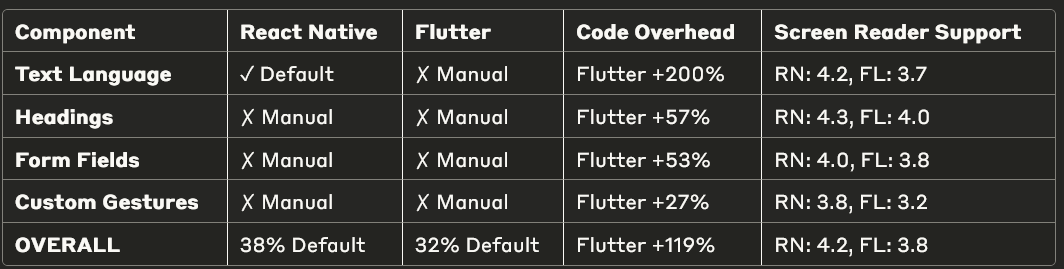 Component React Native Flutter Code Overhead Screen Reader Support
Text Language ✓ Default ✗ Manual Flutter +200% RN: 4.2, FL: 3.7
Headings ✗ Manual ✗ Manual Flutter +57% RN: 4.3, FL: 4.0
Form Fields ✗ Manual ✗ Manual Flutter +53% RN: 4.0, FL: 3.8
Custom Gestures ✗ Manual ✗ Manual Flutter +27% RN: 3.8, FL: 3.2
OVERALL 38% Default 32% Default Flutter +119% RN: 4.2, FL: 3.8